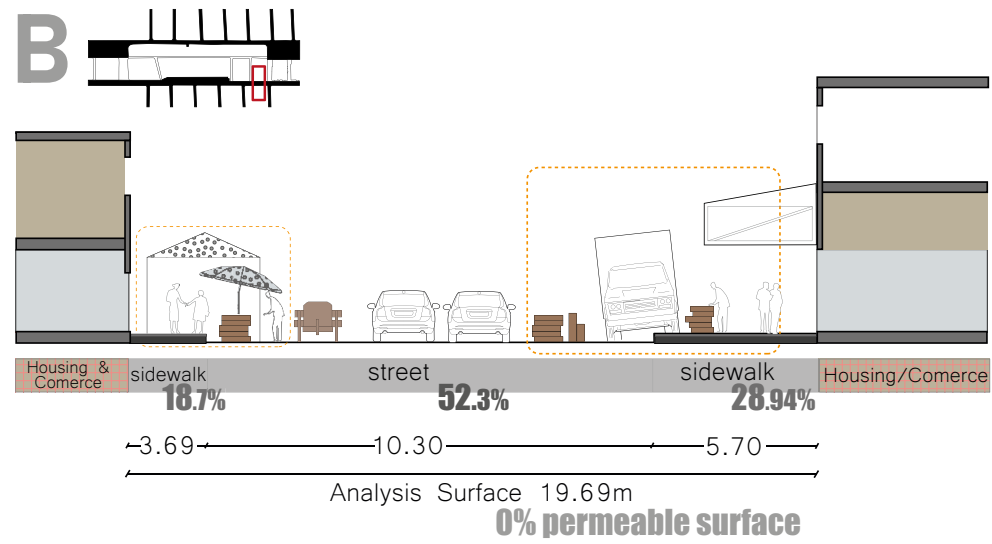 B
Housing &
Comerce
sidewalk
street
sidewalk
Housing/Comerce
18.7%
52.3%
28.94%
3.69
10.30
5.70
Analysis Surface 19.69m
0% permeable surface